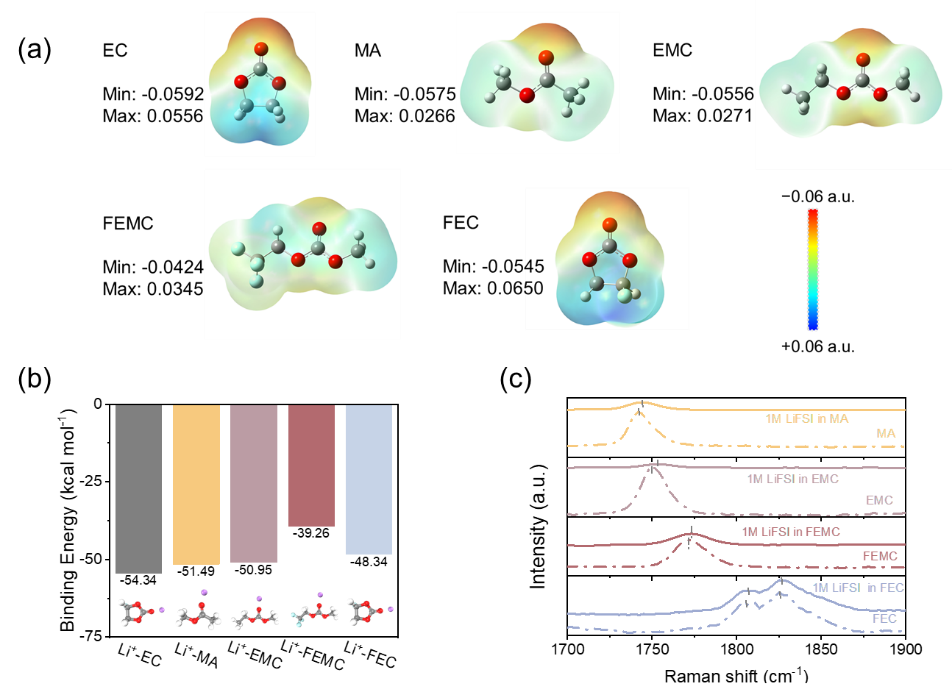 (a)
EC
Min: -0.0592
Max: 0.0556
MA
Min: -0.0575
Max: 0.0266
EMC
Min: -0.0556
Max: 0.0271
FEMC
Min: -0.0424
Max: 0.0345
FEC
Min: -0.0545
Max: 0.0650
−0.06 a.u.
+0.06 a.u.
(b)
Binding Energy (kcal mol⁻¹)
0
-25
-50
-75
-54.34
-51.49
-50.95
-39.26
-48.34
Li⁺-EC
Li⁺-MA
Li⁺-EMC
Li⁺-FEMC
Li⁺-FEC
(c)
Intensity (a.u.)
1M LiFSI in MA
MA
1M LiFSI in EMC
EMC
1M LiFSI in FEMC
FEMC
1M LiFSI in FEC
FEC
1700
1750
1800
1850
1900
Raman shift (cm⁻¹)